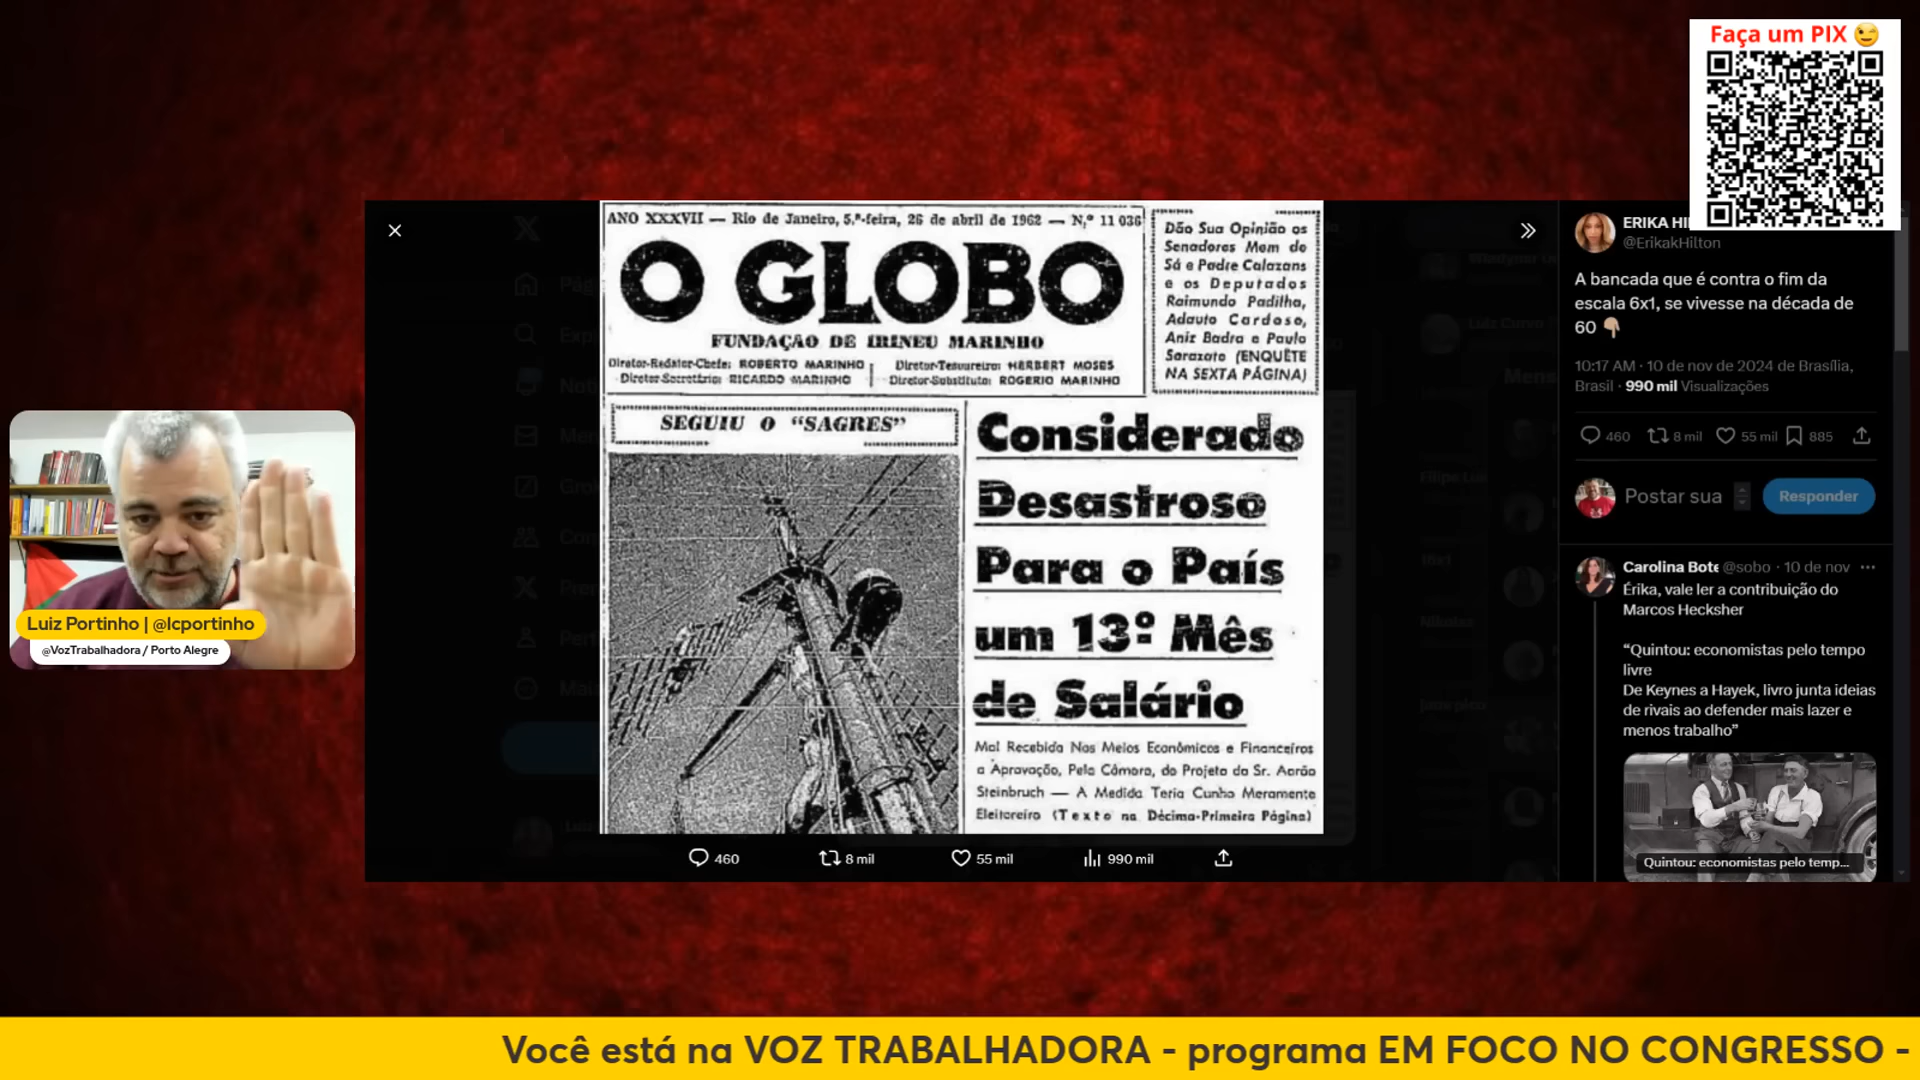 Faça um PIX 😉
ANO XXXVII — Rio de Janeiro, 5.ª-feira, 26 de abril de 1962 — N.º 11 036
O GLOBO
FUNDAÇÃO DE IRINEU MARINHO
Diretor-Redator-Chefe: ROBERTO MARINHO
Diretor-Secretário: RICARDO MARINHO
Diretor-Tesoureiro: HERBERT MOSES
Diretor-Substituto: ROGERIO MARINHO
Dão Sua Opinião os
Senadores Mem de
Sá e Padre Calazans
e os Deputados
Raimundo Padilha,
Adauto Cardoso,
Aniz Badra e Paulo
Sarazate (ENQUÊTE
NA SEXTA PÁGINA)
SEGUIU O “SAGRES”
Considerado
Desastroso
Para o País
um 13º Mês
de Salário
Mal Recebida Nos Meios Econômicos e Financeiros
a Aprovação, Pela Câmara, do Projeto do Sr. Aarão
Steinbruch — A Medida Teria Cunho Meramente
Eleitoreiro (Texto na Décima-Primeira Página)
460
8 mil
55 mil
990 mil
ERIKA
@ErikakHilton
A bancada que é contra o fim da
escala 6x1, se vivesse na década de
60 👇🏼
10:17 AM · 10 de nov de 2024 de Brasília,
Brasil · 990 mil Visualizações
460
8 mil
55 mil
885
Postar sua
Responder
Carolina Bote @sobo · 10 de nov
Érika, vale ler a contribuição do
Marcos Hecksher
“Quintou: economistas pelo tempo
livre
De Keynes a Hayek, livro junta ideias
de rivais ao defender mais lazer e
menos trabalho”
Quintou: economistas pelo temp...
Luiz Portinho | @lcportinho
@VozTrabalhadora / Porto Alegre
Você está na VOZ TRABALHADORA - programa EM FOCO NO CONGRESSO -